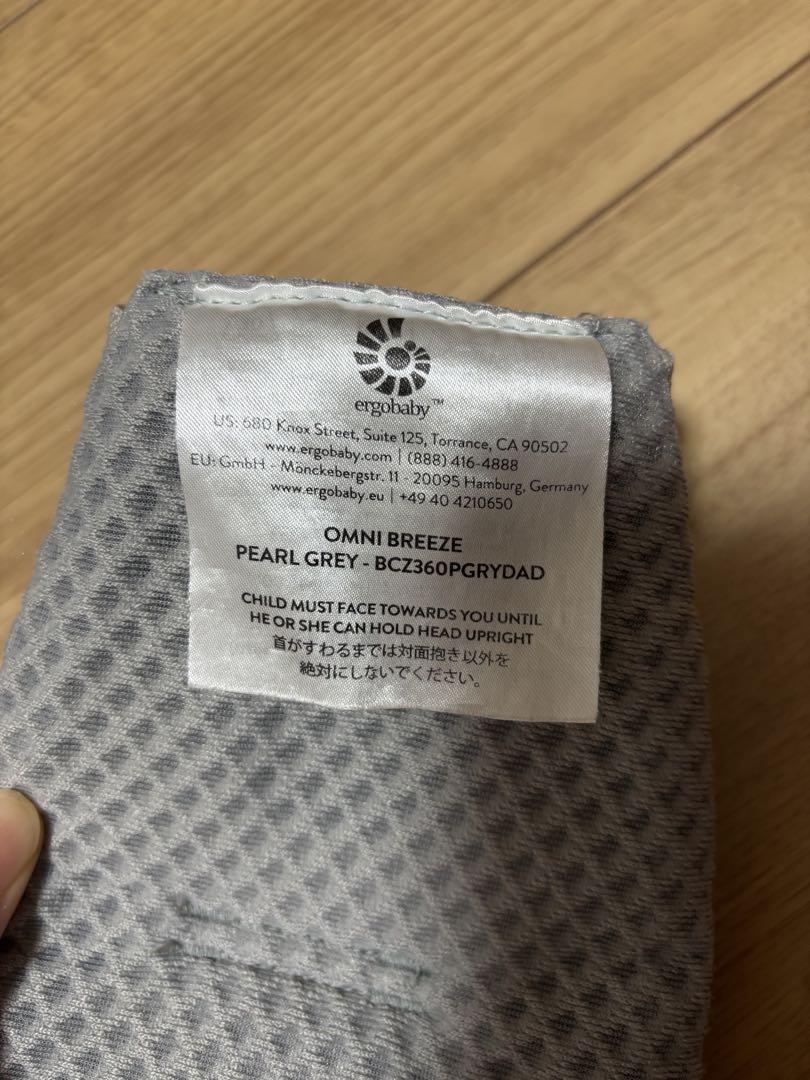 ergobaby™
US: 680 Knox Street, Suite 125, Torrance, CA 90502
www.ergobaby.com | (888) 416-4888
EU: GmbH - Mönckebergstr. 11 - 20095 Hamburg, Germany
www.ergobaby.eu | +49 40 4210650
OMNI BREEZE
PEARL GREY - BCZ360PGRYDAD
CHILD MUST FACE TOWARDS YOU UNTIL
HE OR SHE CAN HOLD HEAD UPRIGHT
首がすわるまでは対面抱き以外を
絶対にしないでください。